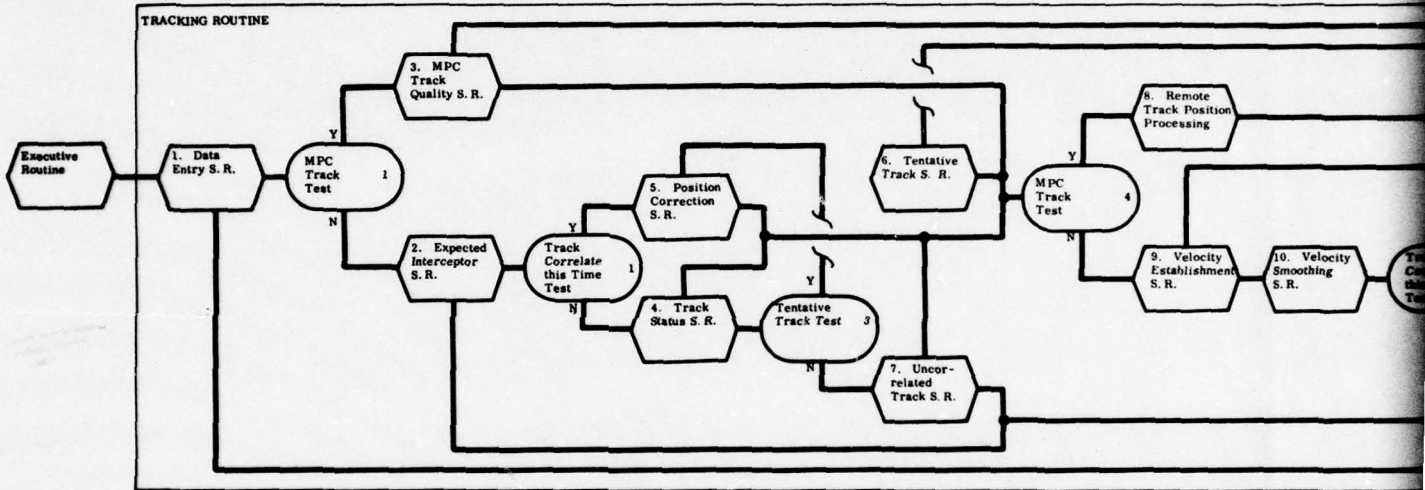 TRACKING ROUTINE
Executive
Routine
1. Data
Entry S. R.
MPC
Track
Test
1
Y
N
3. MPC
Track
Quality S. R.
2. Expected
Interceptor
S. R.
Track
Correlate
this Time
Test
1
Y
N
5. Position
Correction
S. R.
4. Track
Status S. R.
Tentative
Track Test
3
Y
N
6. Tentative
Track S. R.
7. Uncor-
related
Track S. R.
MPC
Track
Test
4
Y
N
8. Remote
Track Position
Processing
9. Velocity
Establishment
S. R.
10. Velocity
Smoothing
S. R.